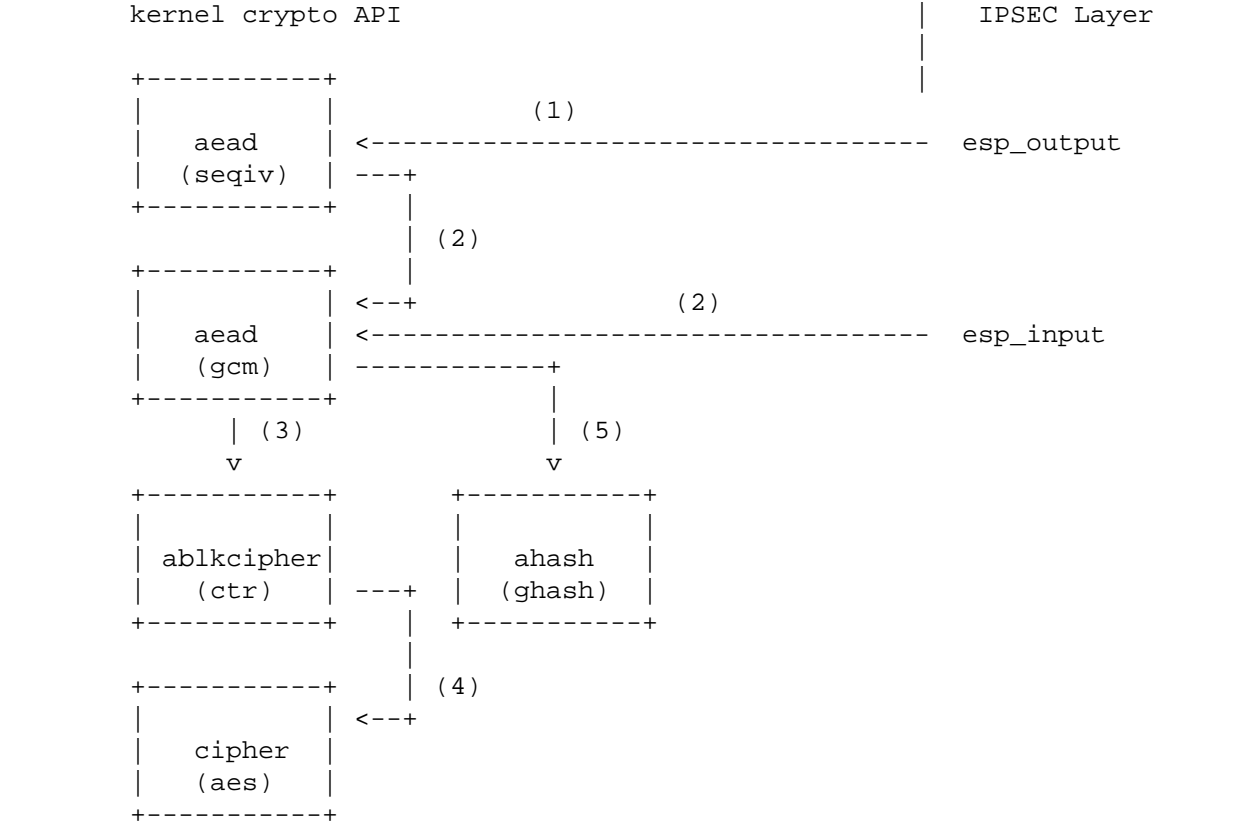 kernel crypto API | IPSEC Layer
|
+-----------+ |
| | (1)
| aead | <----------------------------------- esp_output
| (seqiv) | ---+
+-----------+ |
| (2)
+-----------+ |
| | <--+ (2)
| aead | <----------------------------------- esp_input
| (gcm) | ------------+
+-----------+ |
| (3) | (5)
v v
+-----------+ +-----------+
| | | |
| ablkcipher| | ahash |
| (ctr) | ---+ | (ghash) |
+-----------+ | +-----------+
|
+-----------+ | (4)
| | <--+
| cipher |
| (aes) |
+-----------+